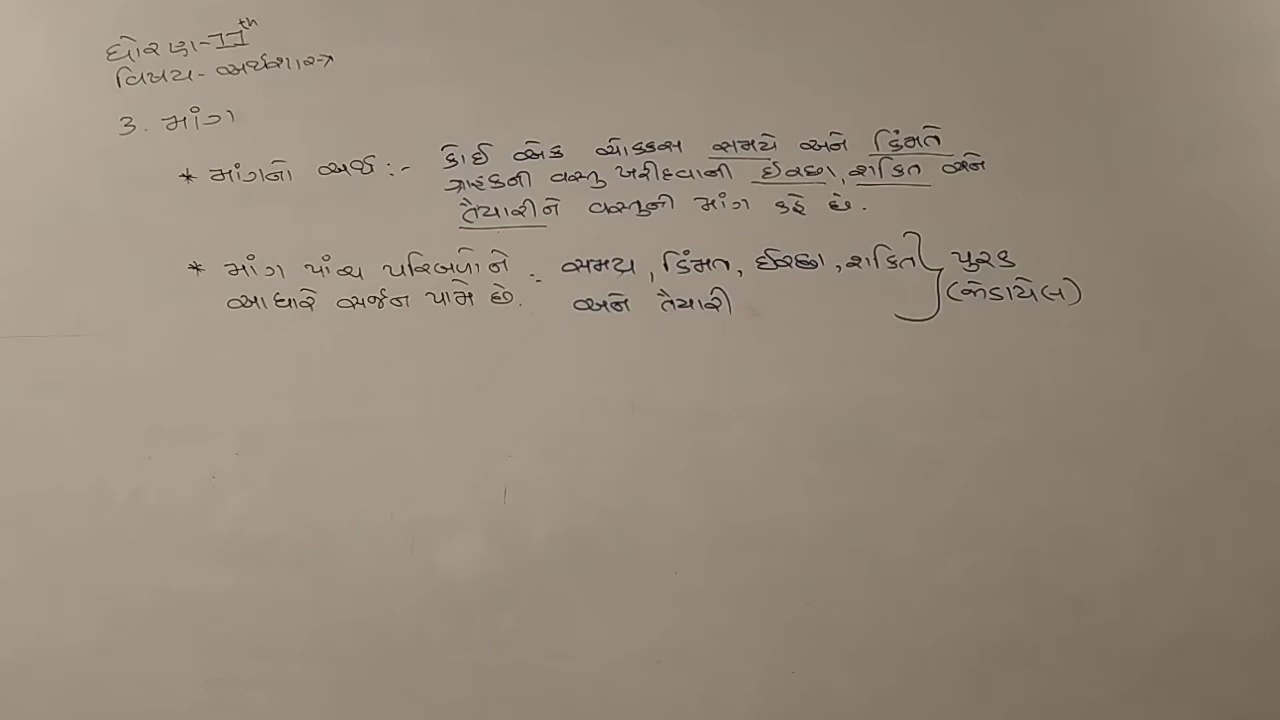 ધોરણ-11th
વિષય - અર્થશાસ્ત્ર
3. માંગ
* માંગનો અર્થ :- કોઈ એક ચોક્કસ સમયે અને કિંમતે
ગ્રાહકની વસ્તુ ખરીદવાની ઈચ્છા, શકિત અને
તૈયારીને વસ્તુની માંગ કહે છે.
* માંગ પાંચ પરિબળોને - સમય, કિંમત, ઈચ્છા, શકિત } પુરક
આધારે સર્જન પામે છે. અને તૈયારી (જોડાયેલ)